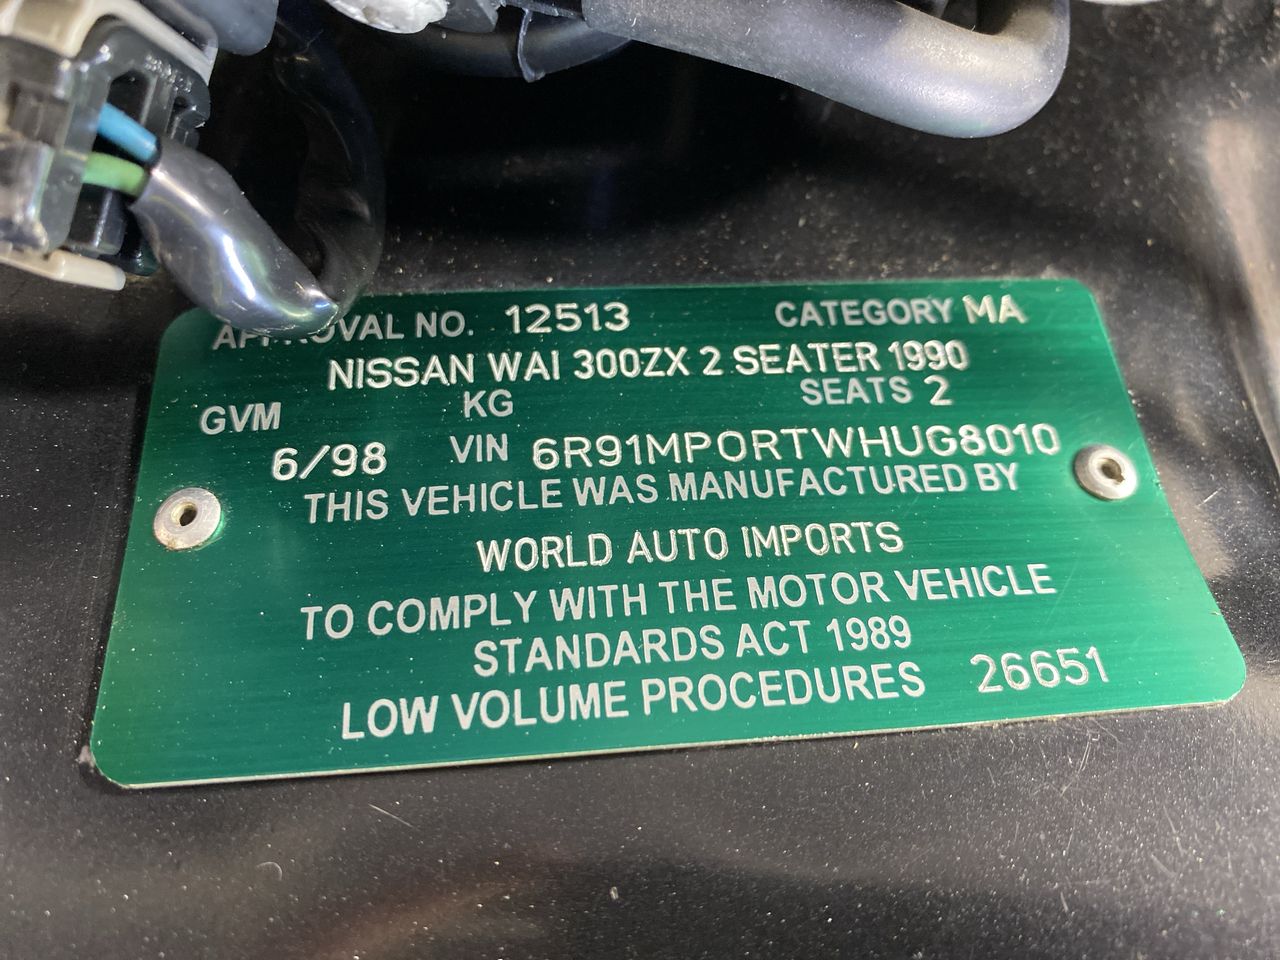 APPROVAL NO. 12513 CATEGORY MA
NISSAN WAI 300ZX 2 SEATER 1990
GVM KG SEATS 2
6/98 VIN 6R91MPORTWHUG8010
THIS VEHICLE WAS MANUFACTURED BY
WORLD AUTO IMPORTS
TO COMPLY WITH THE MOTOR VEHICLE
STANDARDS ACT 1989
LOW VOLUME PROCEDURES 26651